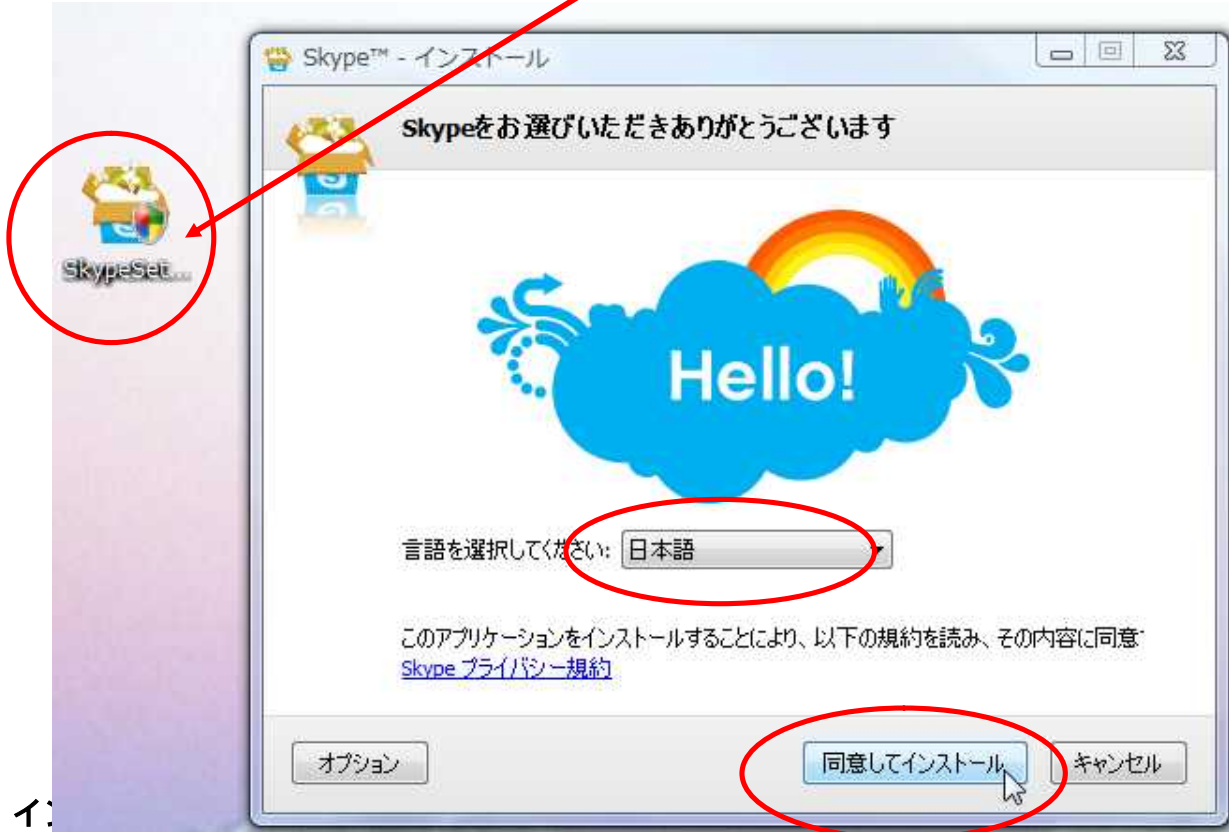 Skype™ - インストール
Skypeをお選びいただきありがとうございます
SkypeSet...
Hello!
言語を選択してください: 日本語
このアプリケーションをインストールすることにより、以下の規約を読み、その内容に同意
Skype プライバシー規約
オプション 同意してインストール キャンセル
イン